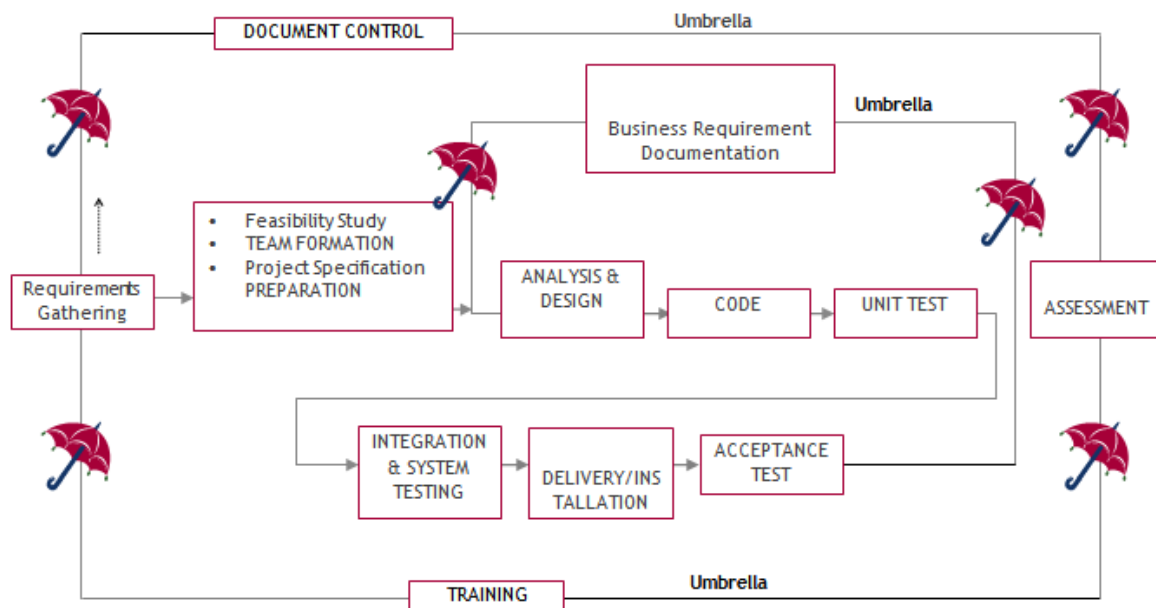 Umbrella
DOCUMENT CONTROL
Umbrella
Business Requirement
Documentation
• Feasibility Study
• TEAM FORMATION
• Project Specification
PREPARATION
Requirements
Gathering
ANALYSIS &
DESIGN
CODE
UNIT TEST
ASSESSMENT
INTEGRATION
& SYSTEM
TESTING
DELIVERY/INS
TALLATION
ACCEPTANCE
TEST
Umbrella
TRAINING